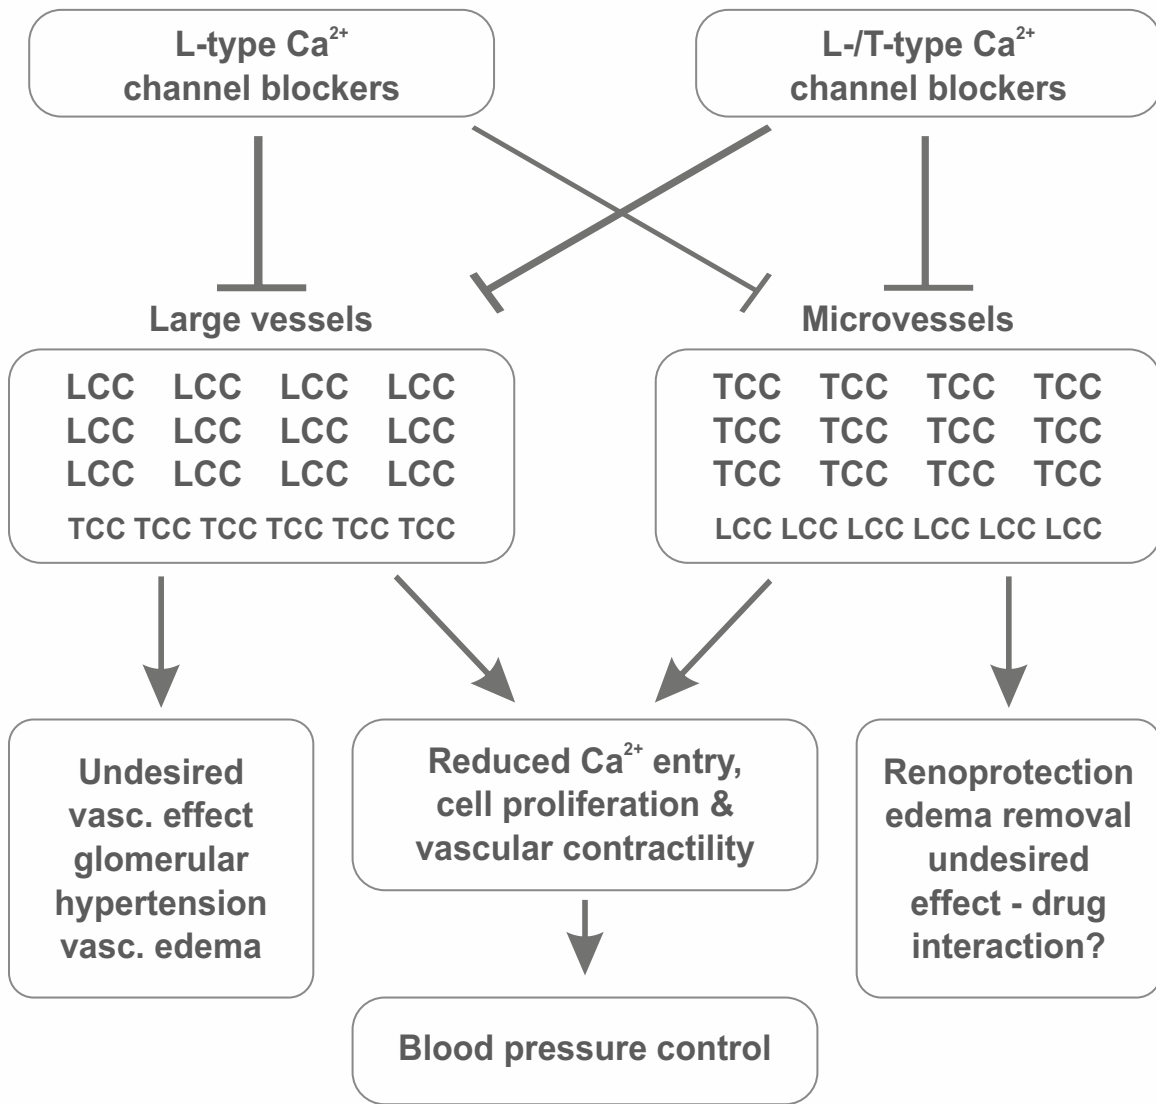 L-type Ca²⁺
channel blockers
L-/T-type Ca²⁺
channel blockers
Large vessels
LCC LCC LCC LCC
LCC LCC LCC LCC
LCC LCC LCC LCC
TCC TCC TCC TCC TCC TCC
Microvessels
TCC TCC TCC TCC
TCC TCC TCC TCC
TCC TCC TCC TCC
LCC LCC LCC LCC LCC LCC
Undesired
vasc. effect
glomerular
hypertension
vasc. edema
Reduced Ca²⁺ entry,
cell proliferation &
vascular contractility
Renoprotection
edema removal
undesired
effect - drug
interaction?
Blood pressure control